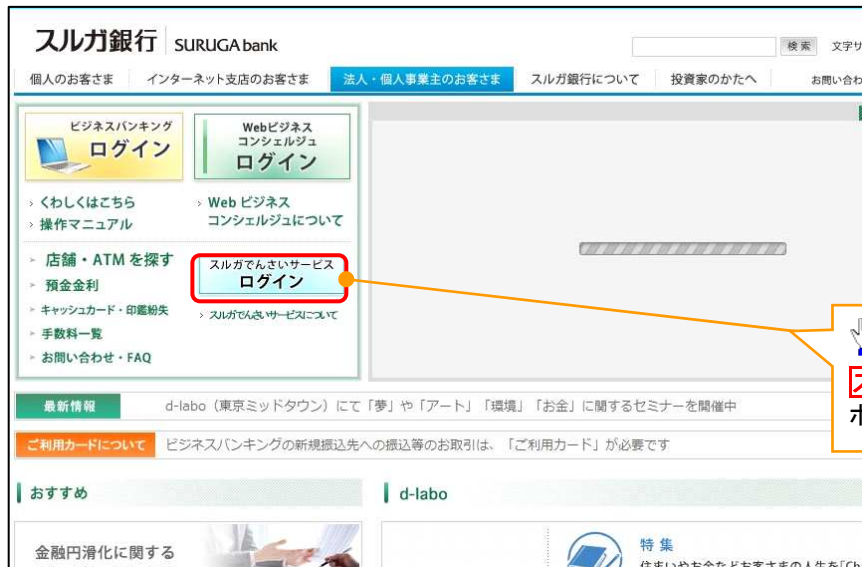 スルガ銀行 SURUGA bank
検索 文字サ
個人のお客さま インターネット支店のお客さま 法人・個人事業主のお客さま スルガ銀行について 投資家のかたへ お問い合わ
ビジネスバンキング
ログイン
Webビジネス
コンシェルジュ
ログイン
くわしくはこちら
操作マニュアル
Web ビジネス
コンシェルジュについて
店舗・ATM を探す
預金金利
キャッシュカード・印鑑紛失
手数料一覧
お問い合わせ・FAQ
スルガでんさいサービス
ログイン
スルガでんさいサービスについて
ス
ボ
最新情報 d-labo（東京ミッドタウン）にて「夢」や「アート」「環境」「お金」に関するセミナーを開催中
ご利用カードについて ビジネスバンキングの新規振込先への振込等のお取引は、「ご利用カード」が必要です
おすすめ
d-labo
金融円滑化に関する
特集
住まいやお金などお客さまの人生を「Ch